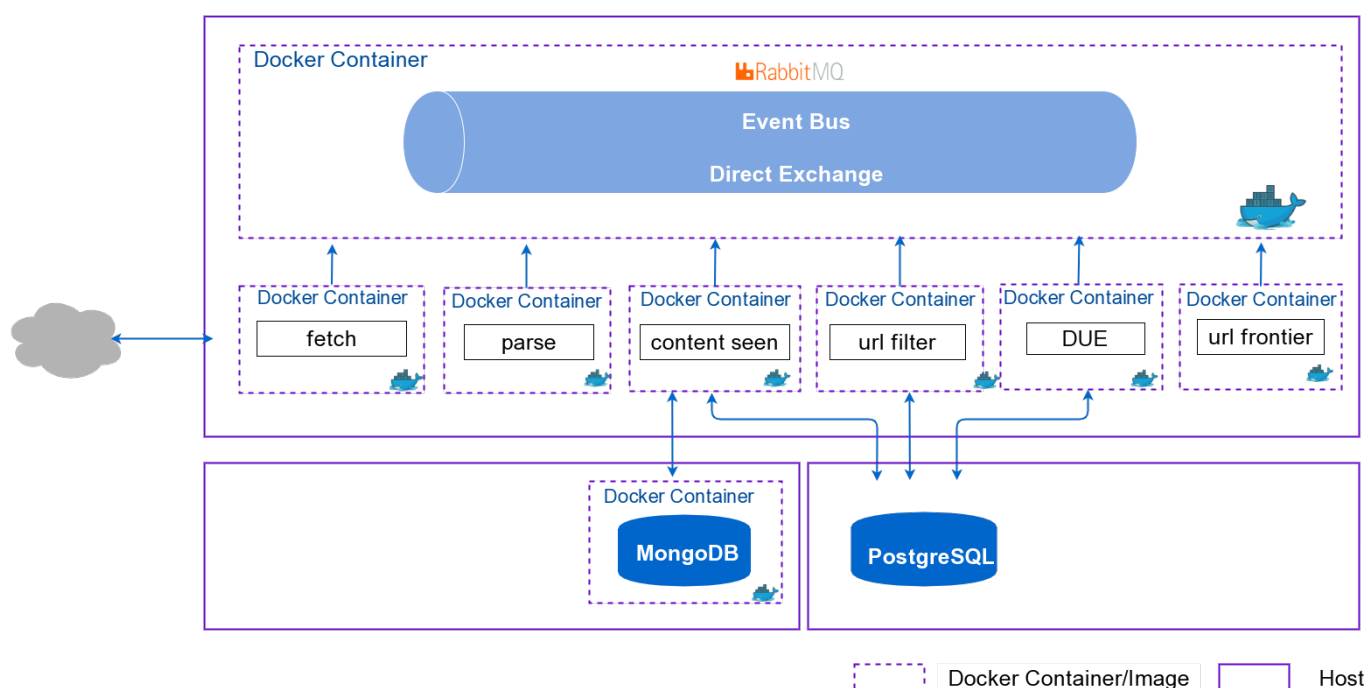 Docker Container
RabbitMQ
Event Bus
Direct Exchange
Docker Container
Docker Container
Docker Container
Docker Container
Docker Container
Docker Container
fetch
parse
content seen
url filter
DUE
url frontier
Docker Container
MongoDB
PostgreSQL
Docker Container/Image
Host